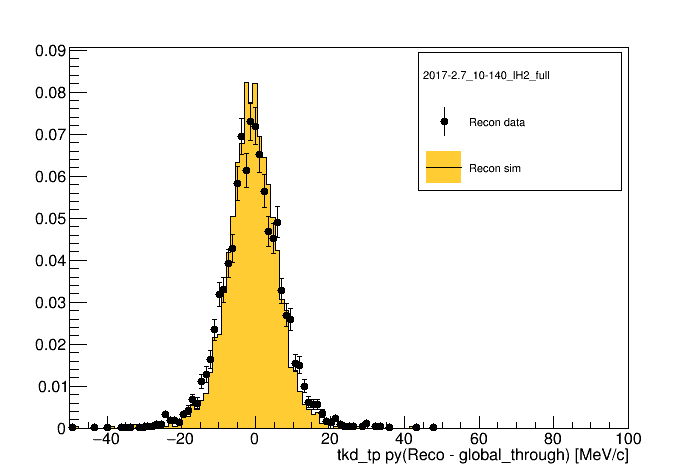 0.09
0.08
0.07
0.06
0.05
0.04
0.03
0.02
0.01
0
2017-2.7_10-140_lH2_full
Recon data
Recon sim
−40 −20 0 20 40 60 80 100
tkd_tp py(Reco - global_through) [MeV/c]